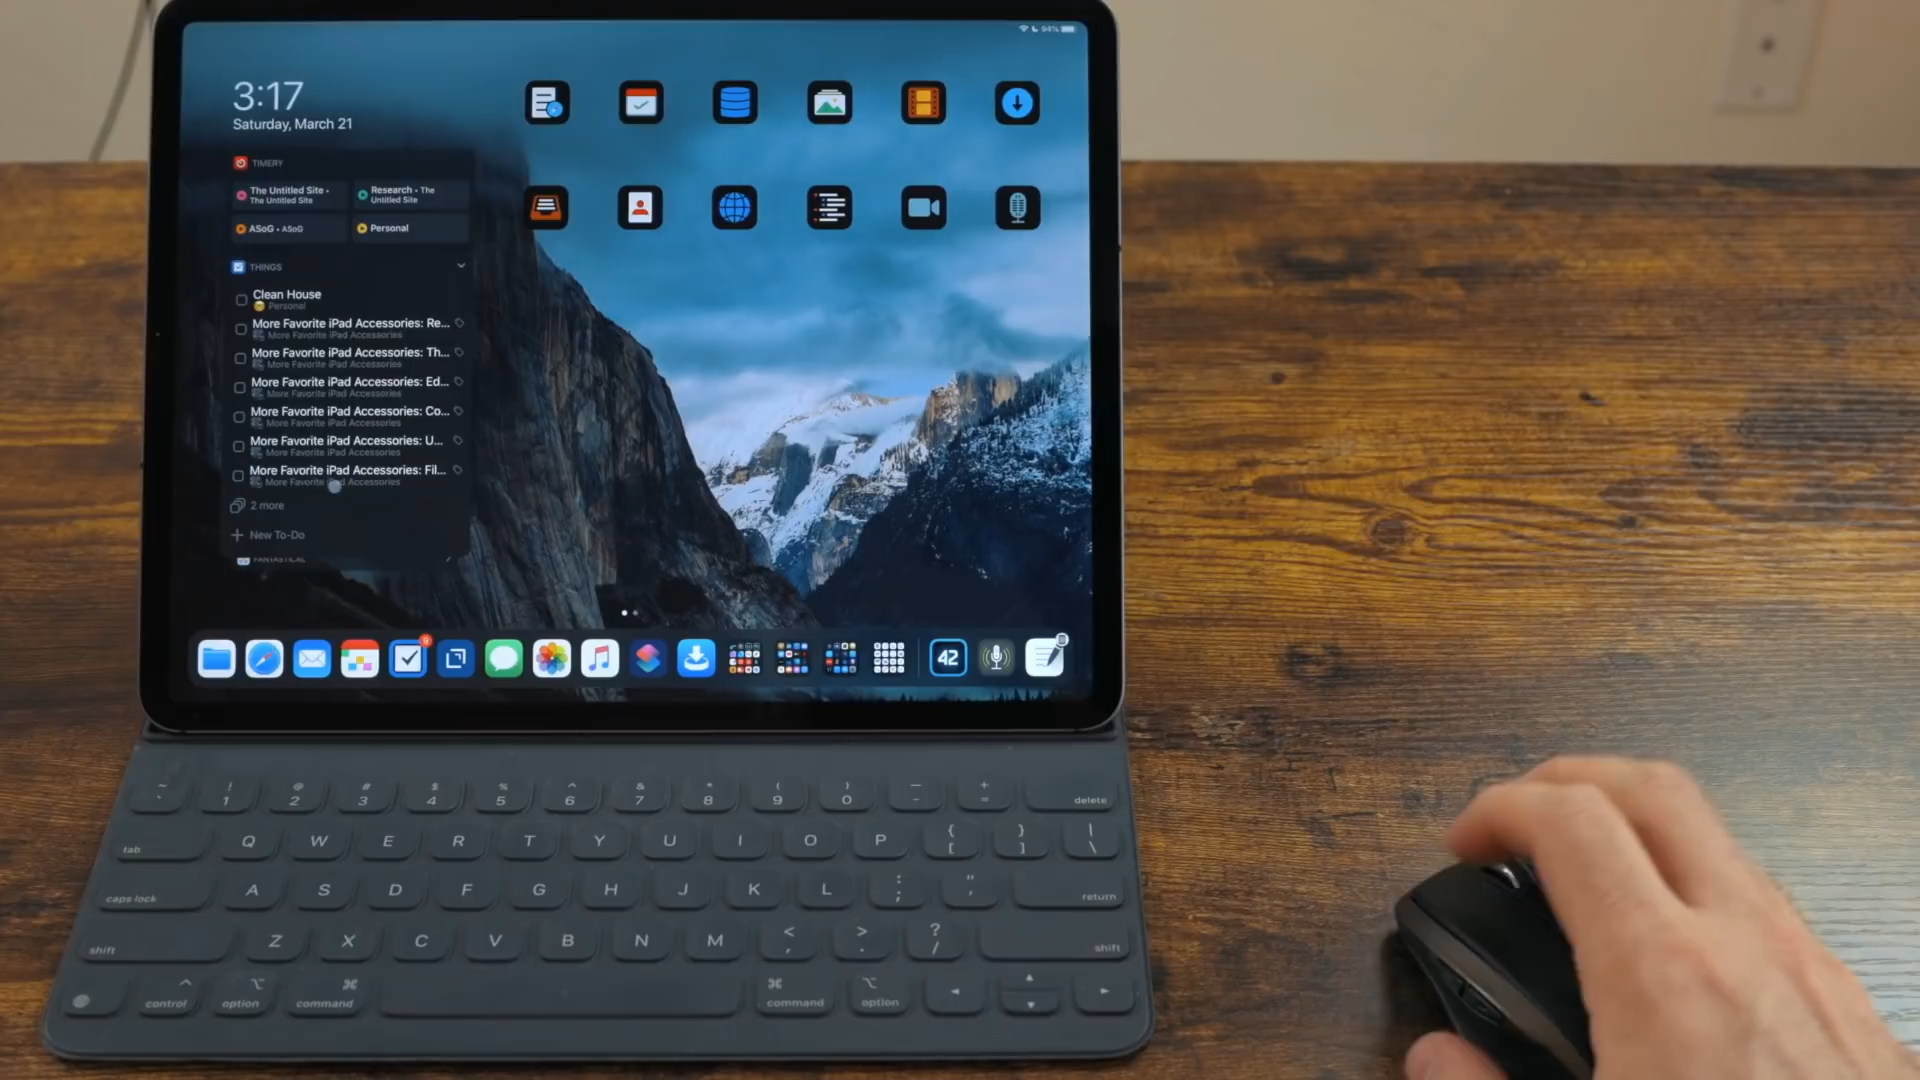 94%
3:17
Saturday, March 21
TIMERY
The Untitled Site •
The Untitled Site
Research • The
Untitled Site
ASoG • ASoG
Personal
THINGS
Clean House
Personal
More Favorite iPad Accessories: Re...
More Favorite iPad Accessories
More Favorite iPad Accessories: Th...
More Favorite iPad Accessories
More Favorite iPad Accessories: Ed...
More Favorite iPad Accessories
More Favorite iPad Accessories: Co...
More Favorite iPad Accessories
More Favorite iPad Accessories: U...
More Favorite iPad Accessories
More Favorite iPad Accessories: Fil...
More Favorite iPad Accessories
2 more
New To-Do
FANTASTICAL
9
42
~ ! @ # $ % ^ & * ( ) – +
` 1 2 3 4 5 6 7 8 9 0 - = delete
tab Q W E R T Y U I O P { [ } ] | \
caps lock A S D F G H J K L : ; " ' return
shift Z X C V B N M < , > . ? / shift
control option command command option